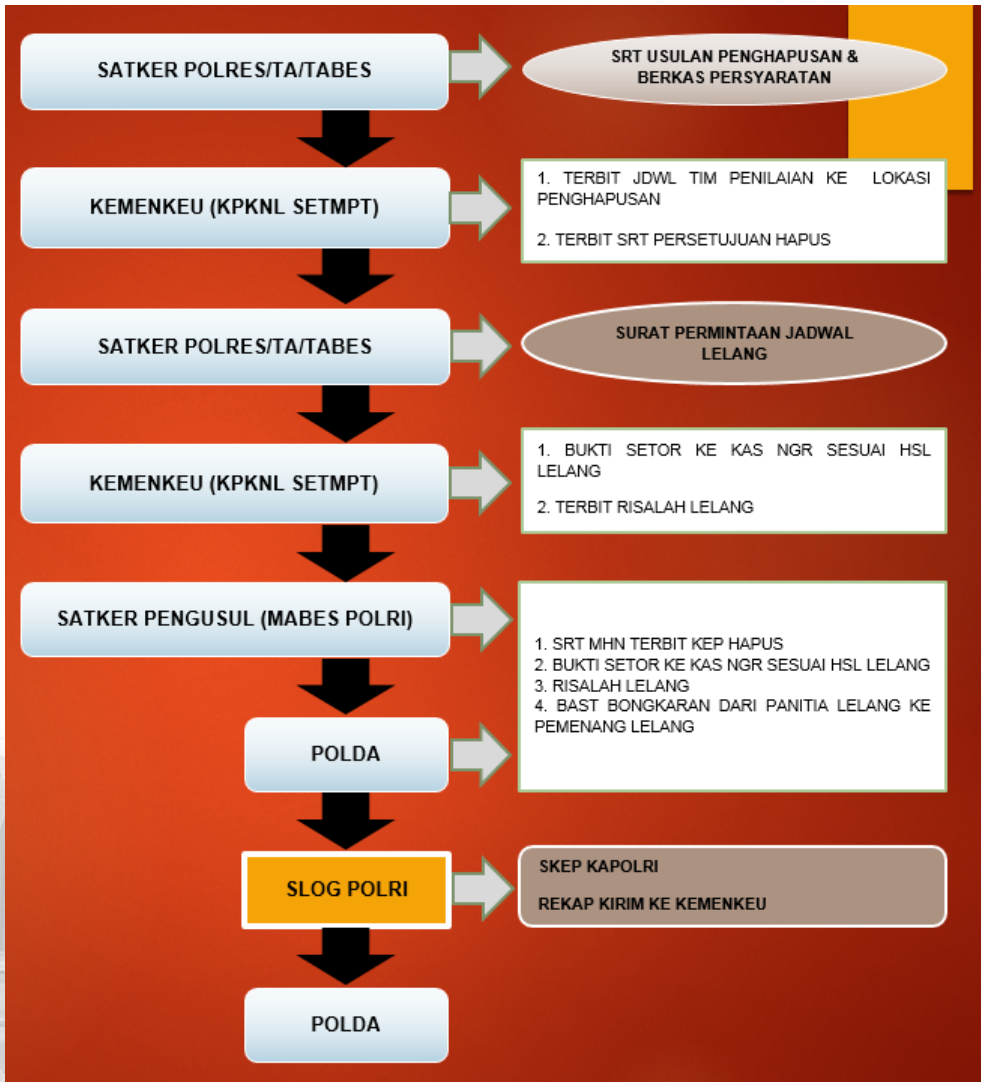 SATKER POLRES/TA/TABES
SRT USULAN PENGHAPUSAN &
BERKAS PERSYARATAN
KEMENKEU (KPKNL SETMPT)
1. TERBIT JDWL TIM PENILAIAN KE LOKASI
PENGHAPUSAN
2. TERBIT SRT PERSETUJUAN HAPUS
SATKER POLRES/TA/TABES
SURAT PERMINTAAN JADWAL
LELANG
KEMENKEU (KPKNL SETMPT)
1. BUKTI SETOR KE KAS NGR SESUAI HSL
LELANG
2. TERBIT RISALAH LELANG
SATKER PENGUSUL (MABES POLRI)
1. SRT MHN TERBIT KEP HAPUS
2. BUKTI SETOR KE KAS NGR SESUAI HSL LELANG
3. RISALAH LELANG
4. BAST BONGKARAN DARI PANITIA LELANG KE
PEMENANG LELANG
POLDA
SLOG POLRI
SKEP KAPOLRI
REKAP KIRIM KE KEMENKEU
POLDA